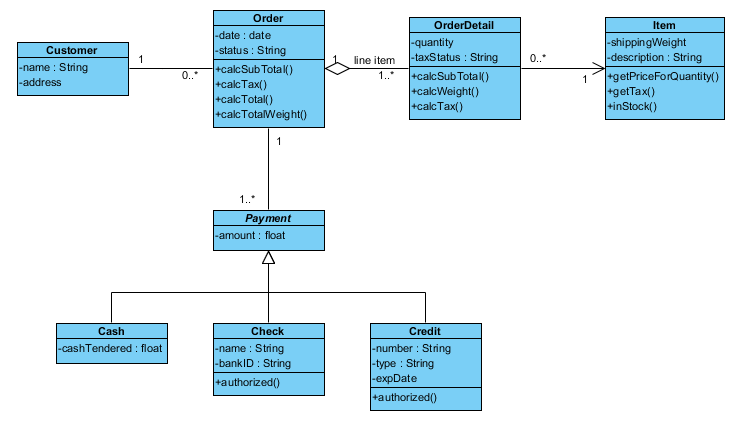 Customer
-name : String
-address
1
0..*
Order
-date : date
-status : String
+calcSubTotal()
+calcTax()
+calcTotal()
+calcTotalWeight()
1
line item
1..*
OrderDetail
-quantity
-taxStatus : String
+calcSubTotal()
+calcWeight()
+calcTax()
0..*
1
Item
-shippingWeight
-description : String
+getPriceForQuantity()
+getTax()
+inStock()
1
1..*
Payment
-amount : float
Cash
-cashTendered : float
Check
-name : String
-bankID : String
+authorized()
Credit
-number : String
-type : String
-expDate
+authorized()